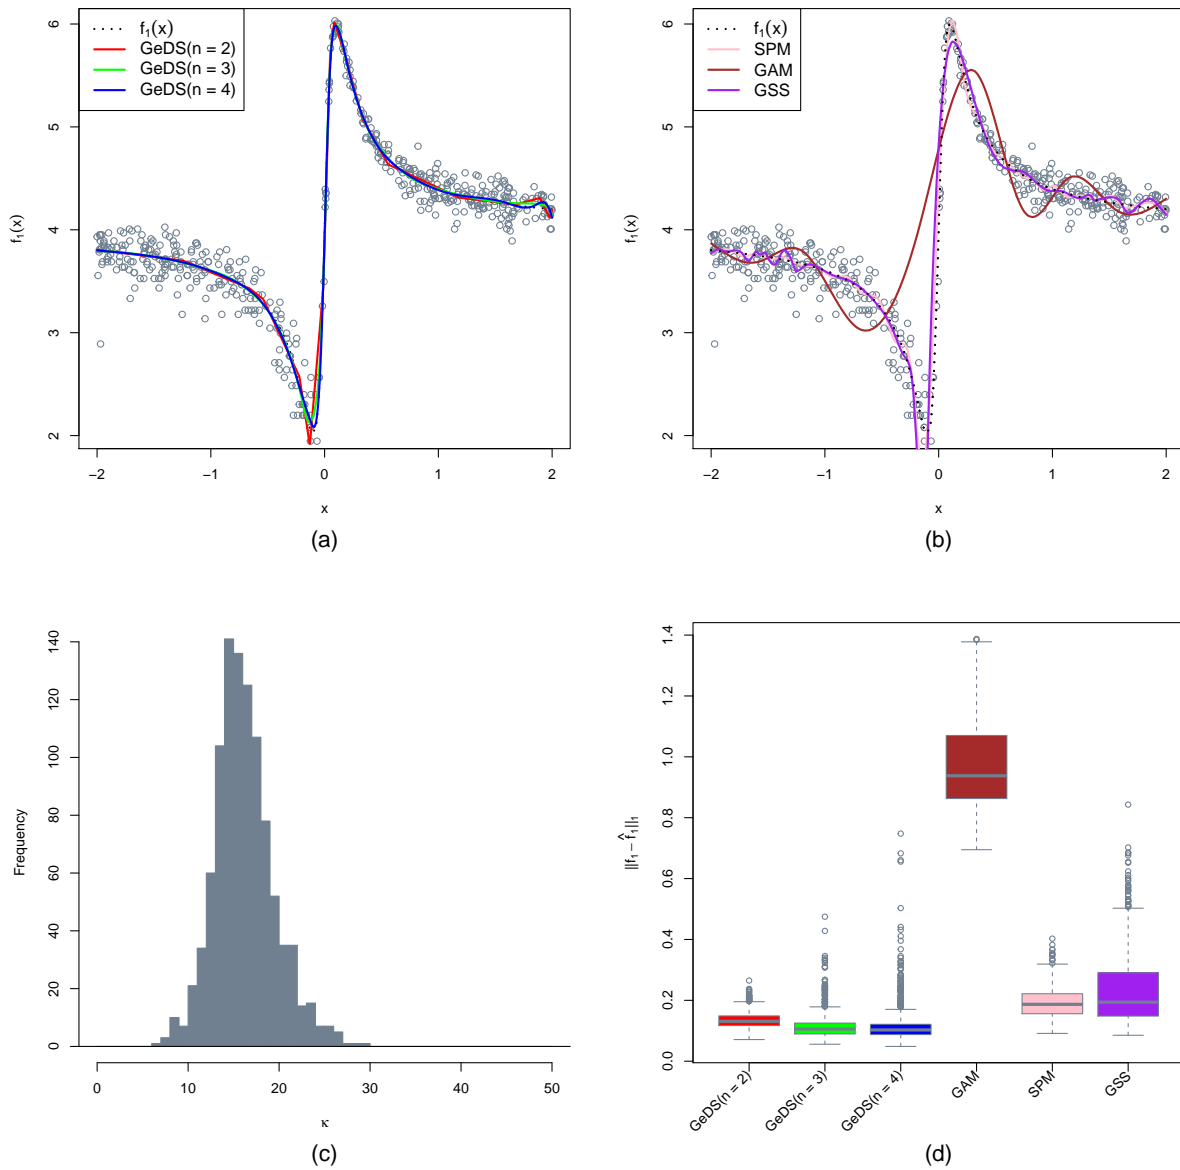 f₁(x)
GeDS(n = 2)
GeDS(n = 3)
GeDS(n = 4)
f₁(x)
6
5
4
3
2
−2 −1 0 1 2
x
(a)
f₁(x)
SPM
GAM
GSS
f₁(x)
6
5
4
3
2
−2 −1 0 1 2
x
(b)
Frequency
140
120
100
80
60
40
20
0
0 10 20 30 40 50
κ
(c)
||f₁ − f̂₁||₁
1.4
1.2
1.0
0.8
0.6
0.4
0.2
0.0
GeDS(n = 2)
GeDS(n = 3)
GeDS(n = 4)
GAM
SPM
GSS
(d)